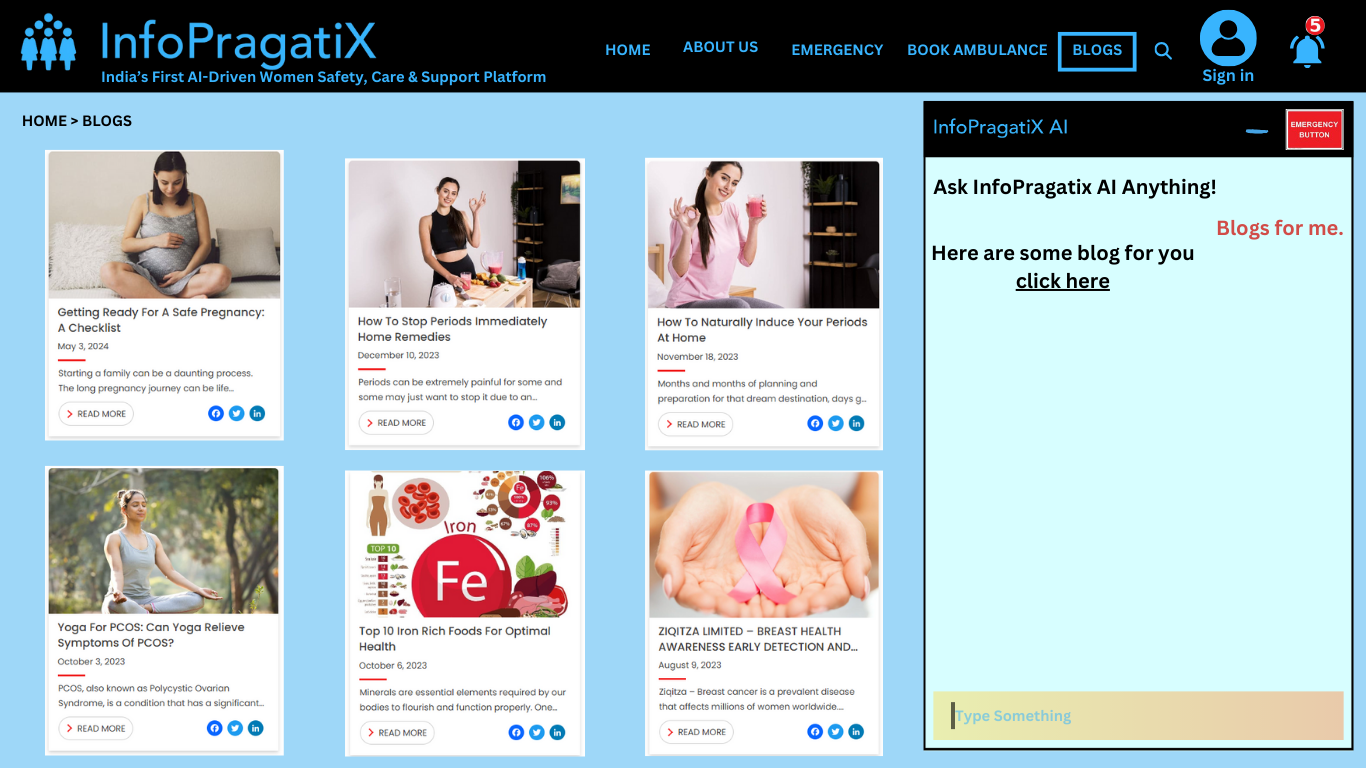 InfoPragatiX
India's First AI-Driven Women Safety, Care & Support Platform
HOME
ABOUT US
EMERGENCY
BOOK AMBULANCE
BLOGS
Sign in
5
HOME > BLOGS
Getting Ready For A Safe Pregnancy:
A Checklist
May 3, 2024
Starting a family can be a daunting process.
The long pregnancy journey can be life...
READ MORE
How To Stop Periods Immediately
Home Remedies
December 10, 2023
Periods can be extremely painful for some and
some may just want to stop it due to an...
READ MORE
How To Naturally Induce Your Periods
At Home
November 18, 2023
Months and months of planning and
preparation for that dream destination, days g...
READ MORE
Yoga For PCOS: Can Yoga Relieve
Symptoms Of PCOS?
October 3, 2023
PCOS, also known as Polycystic Ovarian
Syndrome, is a condition that has a significant...
READ MORE
Fe
106%
100%
93%
87%
47%
Iron
TOP 10
Fe
Top 10 Iron Rich Foods For Optimal
Health
October 6, 2023
Minerals are essential elements required by our
bodies to flourish and function properly. One...
READ MORE
ZIQITZA LIMITED – BREAST HEALTH
AWARENESS EARLY DETECTION AND...
August 9, 2023
Ziqitza – Breast cancer is a prevalent disease
that affects millions of women worldwide....
READ MORE
InfoPragatiX AI
EMERGENCY
BUTTON
Ask InfoPragatix AI Anything!
Blogs for me.
Here are some blog for you
click here
Type Something